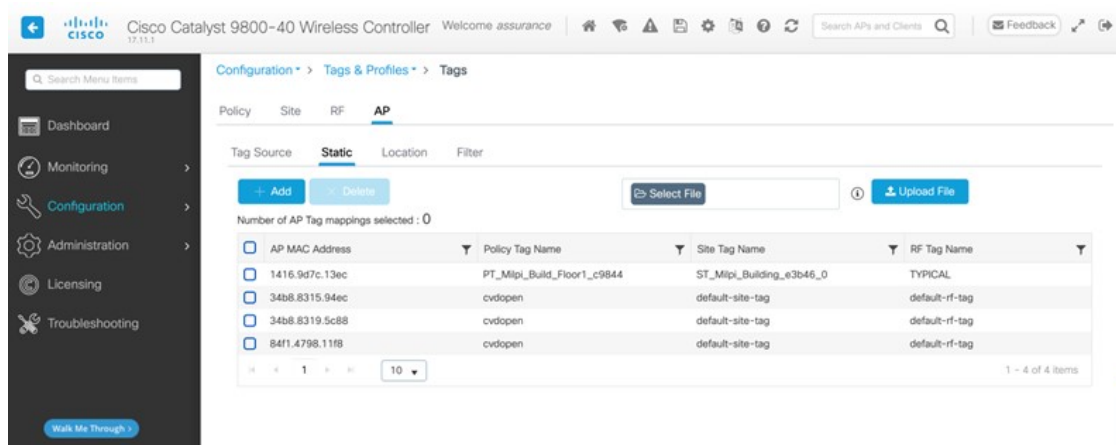 CISCO
Cisco Catalyst 9800-40 Wireless Controller
17.11.1
Welcome assurance
Search APs and Clients
Feedback
Search Menu Items
Dashboard
Monitoring
Configuration
Administration
Licensing
Troubleshooting
Walk Me Through >
Configuration > Tags & Profiles > Tags
Policy Site RF AP
Tag Source Static Location Filter
+ Add × Delete Select File Upload File
Number of AP Tag mappings selected : 0
AP MAC Address Policy Tag Name Site Tag Name RF Tag Name
1416.9d7c.13ec PT_Milpi_Build_Floor1_c9844 ST_Milpi_Building_e3b46_0 TYPICAL
34b8.8315.94ec cvdopen default-site-tag default-rf-tag
34b8.8319.5c88 cvdopen default-site-tag default-rf-tag
84f1.4798.11f8 cvdopen default-site-tag default-rf-tag
1 10 1 - 4 of 4 items